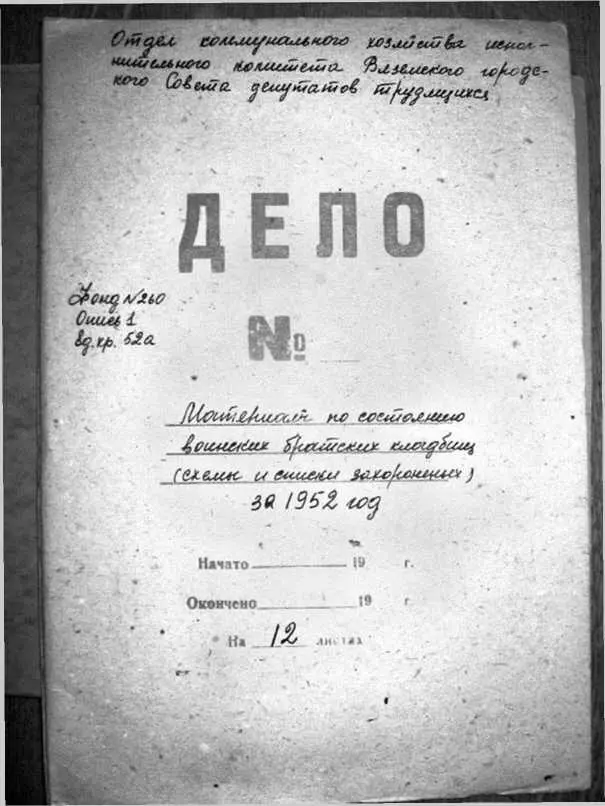 Отдел коммунального хозяйства испол-
нительного комитета Вяземского городс-
кого Совета депутатов трудящихся
ДЕЛО
Фонд №260
Опись 1
Ед.хр. 52а
№
Материалы по состоянию
воинских братских кладбищ
(схемы и списки захороненых)
за 1952 год
Начато 19 г.
Окончено 19 г
На 12 листах